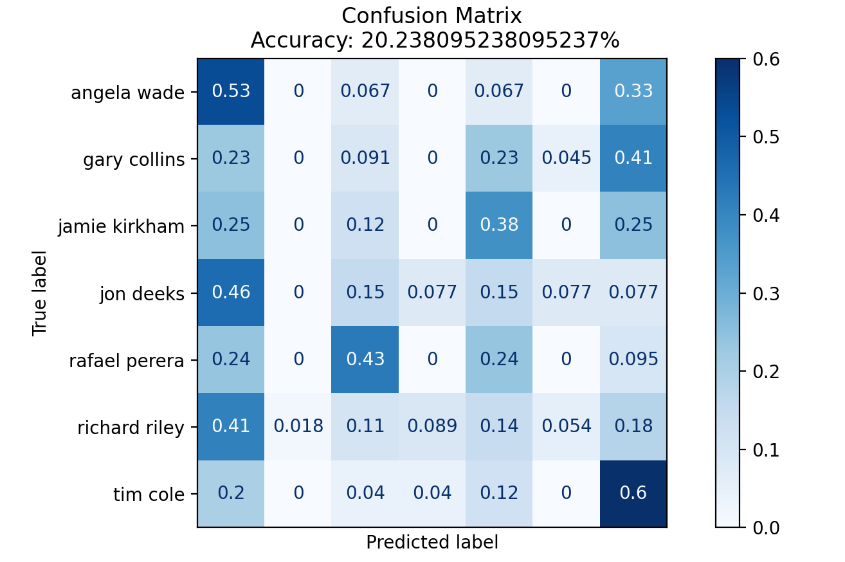 Confusion Matrix
Accuracy: 20.238095238095237%
angela wade 0.53 0 0.067 0 0.067 0 0.33
gary collins 0.23 0 0.091 0 0.23 0.045 0.41
jamie kirkham 0.25 0 0.12 0 0.38 0 0.25
jon deeks 0.46 0 0.15 0.077 0.15 0.077 0.077
rafael perera 0.24 0 0.43 0 0.24 0 0.095
richard riley 0.41 0.018 0.11 0.089 0.14 0.054 0.18
tim cole 0.2 0 0.04 0.04 0.12 0 0.6
True label
Predicted label
0.6
0.5
0.4
0.3
0.2
0.1
0.0